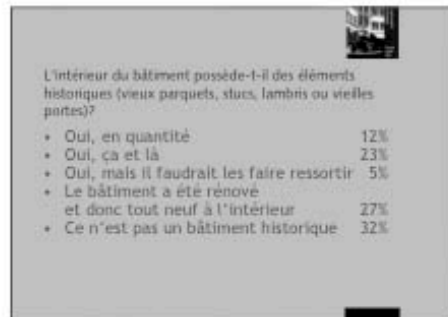 L'intérieur du bâtiment possède-t-il des éléments
historiques (vieux parquets, stucs, lambris ou vieilles
portes)?
• Oui, en quantité 12%
• Oui, ça et là 23%
• Oui, mais il faudrait les faire ressortir 5%
• Le bâtiment a été rénové
et donc tout neuf à l'intérieur 27%
• Ce n'est pas un bâtiment historique 32%